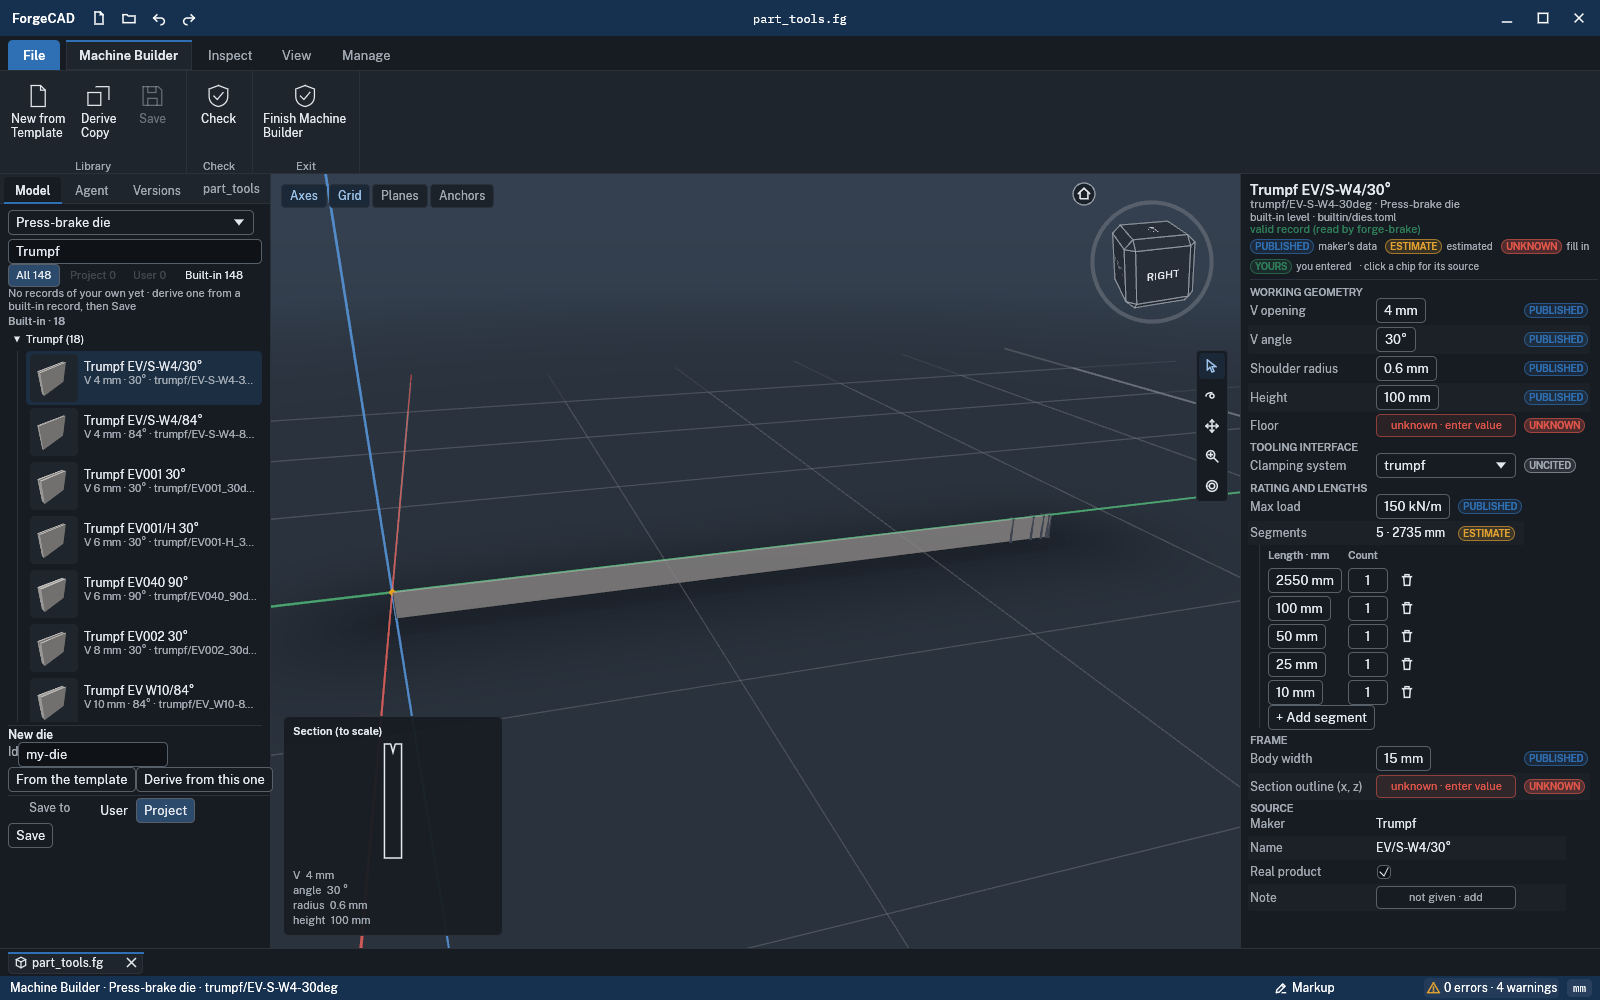 ForgeCAD
part_tools.fg
File
Machine Builder
Inspect
View
Manage
New from Template
Derive Copy
Save
Check
Finish Machine Builder
Library
Check
Exit
Model
Agent
Versions
part_tools
Press-brake die
Trumpf
All 148
Project 0
User 0
Built-in 148
No records of your own yet · derive one from a
built-in record, then Save
Built-in · 18
Trumpf (18)
Trumpf EV/S-W4/30°
V 4 mm · 30° · trumpf/EV-S-W4-3...
Trumpf EV/S-W4/84°
V 4 mm · 84° · trumpf/EV-S-W4-8...
Trumpf EV001 30°
V 6 mm · 30° · trumpf/EV001_30d...
Trumpf EV001/H 30°
V 6 mm · 30° · trumpf/EV001-H_3...
Trumpf EV040 90°
V 6 mm · 90° · trumpf/EV040_90d...
Trumpf EV002 30°
V 8 mm · 30° · trumpf/EV002_30d...
Trumpf EV W10/84°
V 10 mm · 84° · trumpf/EV_W10-8...
New die
Id
my-die
From the template
Derive from this one
Save to
User
Project
Save
Axes
Grid
Planes
Anchors
RIGHT
Section (to scale)
V 4 mm
angle 30 °
radius 0.6 mm
height 100 mm
Trumpf EV/S-W4/30°
trumpf/EV-S-W4-30deg · Press-brake die
built-in level · builtin/dies.toml
valid record (read by forge-brake)
PUBLISHED maker's data ESTIMATE estimated UNKNOWN fill in
YOURS you entered · click a chip for its source
WORKING GEOMETRY
V opening 4 mm PUBLISHED
V angle 30° PUBLISHED
Shoulder radius 0.6 mm PUBLISHED
Height 100 mm PUBLISHED
Floor unknown · enter value UNKNOWN
TOOLING INTERFACE
Clamping system trumpf UNCITED
RATING AND LENGTHS
Max load 150 kN/m PUBLISHED
Segments 5 · 2735 mm ESTIMATE
Length · mm Count
2550 mm 1
100 mm 1
50 mm 1
25 mm 1
10 mm 1
+ Add segment
FRAME
Body width 15 mm PUBLISHED
Section outline (x, z) unknown · enter value UNKNOWN
SOURCE
Maker Trumpf
Name EV/S-W4/30°
Real product
Note not given · add
part_tools.fg
Machine Builder · Press-brake die · trumpf/EV-S-W4-30deg
Markup
0 errors · 4 warnings
mm